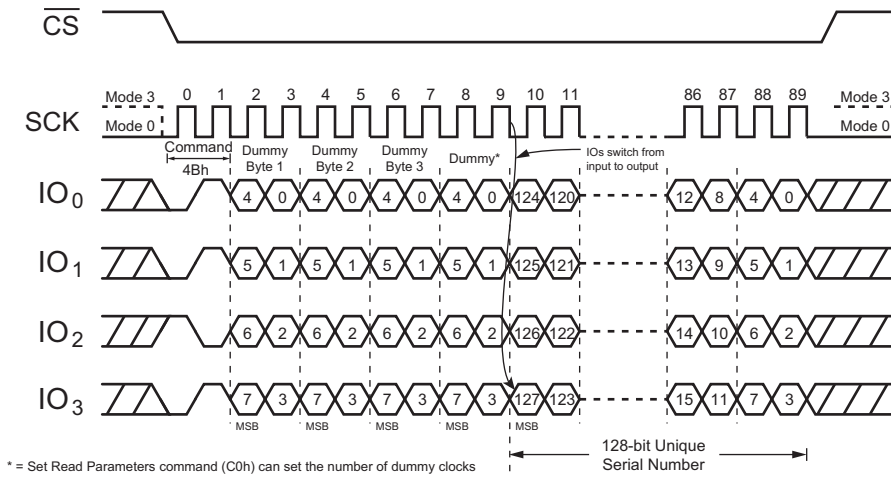 CS
0 1 2 3 4 5 6 7 8 9 10 11 86 87 88 89
Mode 3 Mode 3
SCK
Mode 0 Mode 0
Command Dummy Byte 1 Dummy Byte 2 Dummy Byte 3 Dummy* IOs switch from input to output
4Bh
IO0 4 0 4 0 4 0 4 0 124 120 12 8 4 0
IO1 5 1 5 1 5 1 5 1 125 121 13 9 5 1
IO2 6 2 6 2 6 2 6 2 126 122 14 10 6 2
IO3 7 3 7 3 7 3 7 3 127 123 15 11 7 3
MSB MSB MSB MSB MSB
128-bit Unique
Serial Number
* = Set Read Parameters command (C0h) can set the number of dummy clocks